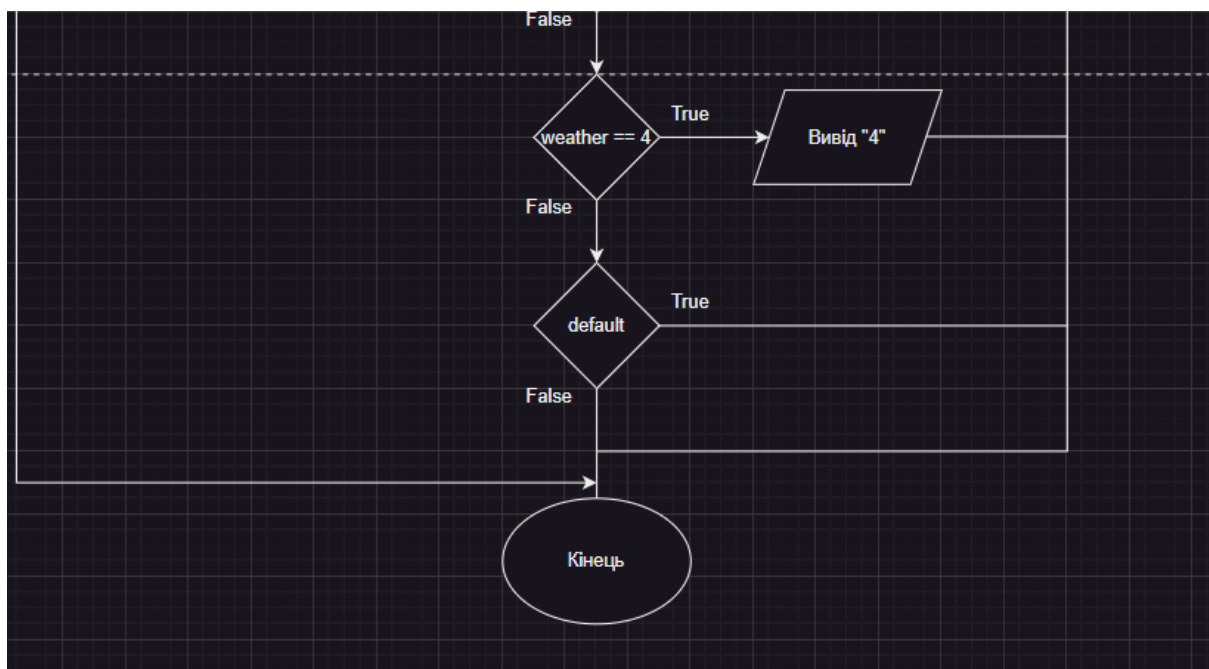 False
weather == 4
True
Вивід "4"
False
default
True
False
Кінець